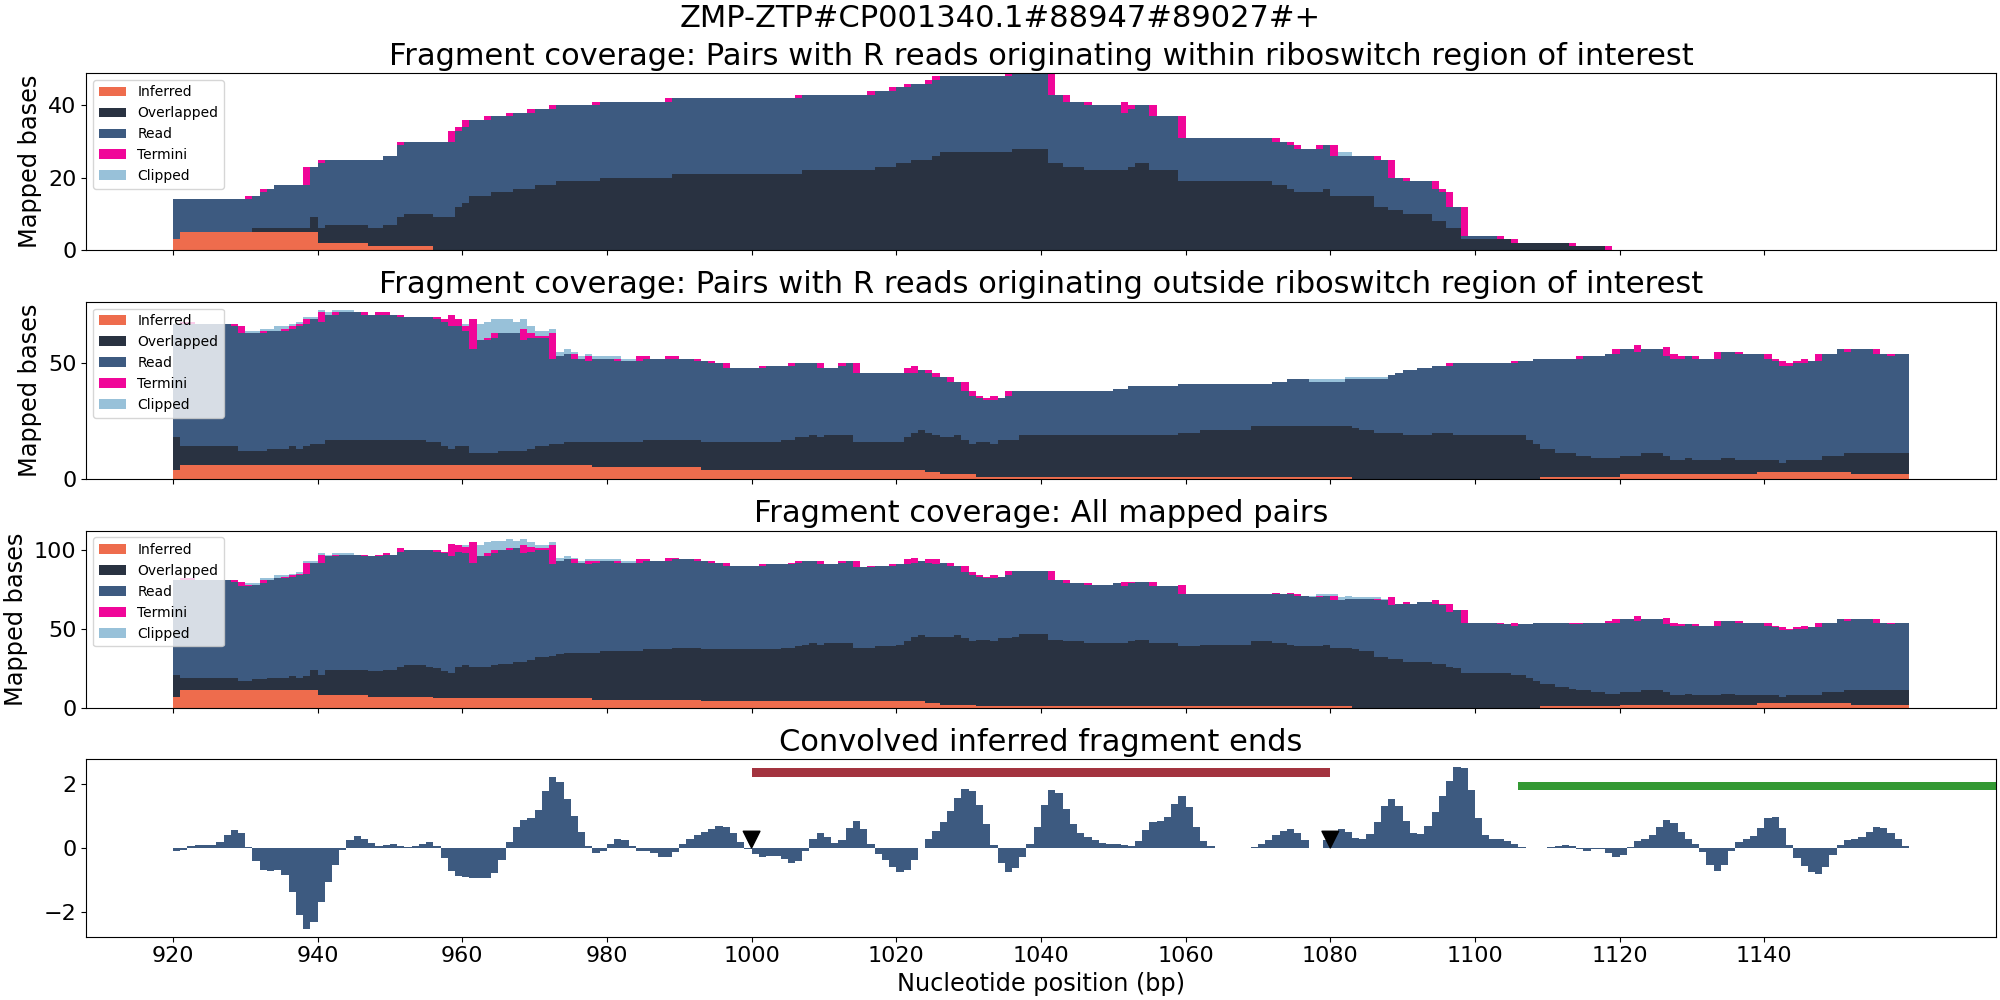 ZMP-ZTP#CP001340.1#88947#89027#+
Fragment coverage: Pairs with R reads originating within riboswitch region of interest
Mapped bases
40
20
0
Inferred
Overlapped
Read
Termini
Clipped
Fragment coverage: Pairs with R reads originating outside riboswitch region of interest
Mapped bases
50
0
Inferred
Overlapped
Read
Termini
Clipped
Fragment coverage: All mapped pairs
Mapped bases
100
50
0
Inferred
Overlapped
Read
Termini
Clipped
Convolved inferred fragment ends
2
0
−2
920 940 960 980 1000 1020 1040 1060 1080 1100 1120 1140
Nucleotide position (bp)